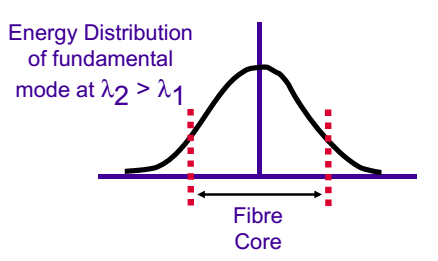 Energy Distribution
of fundamental
mode at λ2 > λ1
Fibre
Core